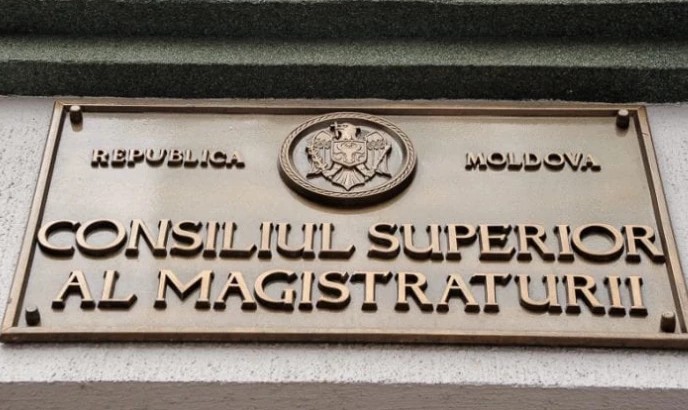 REPUBLICA MOLDOVA
CONSILIUL SUPERIOR
AL MAGISTRATURII